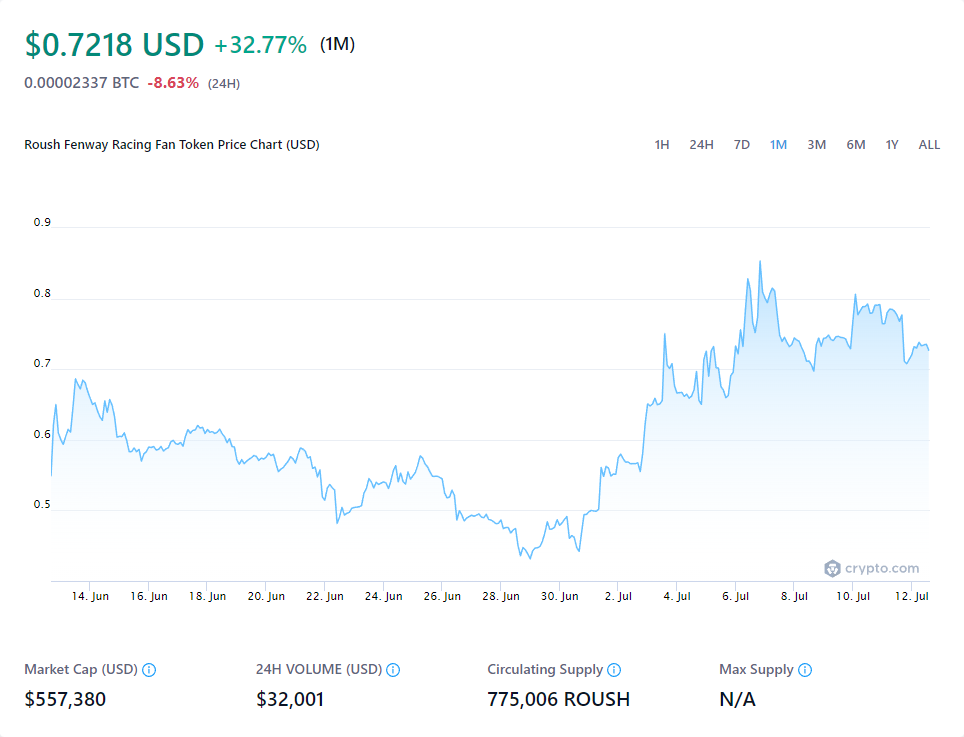 $0.7218 USD +32.77% (1M)
0.00002337 BTC -8.63% (24H)
Roush Fenway Racing Fan Token Price Chart (USD) 1H 24H 7D 1M 3M 6M 1Y ALL
0.9
0.8
0.7
0.6
0.5
crypto.com
14. Jun 16. Jun 18. Jun 20. Jun 22. Jun 24. Jun 26. Jun 28. Jun 30. Jun 2. Jul 4. Jul 6. Jul 8. Jul 10. Jul 12. Jul
Market Cap (USD) 24H VOLUME (USD) Circulating Supply Max Supply
$557,380 $32,001 775,006 ROUSH N/A